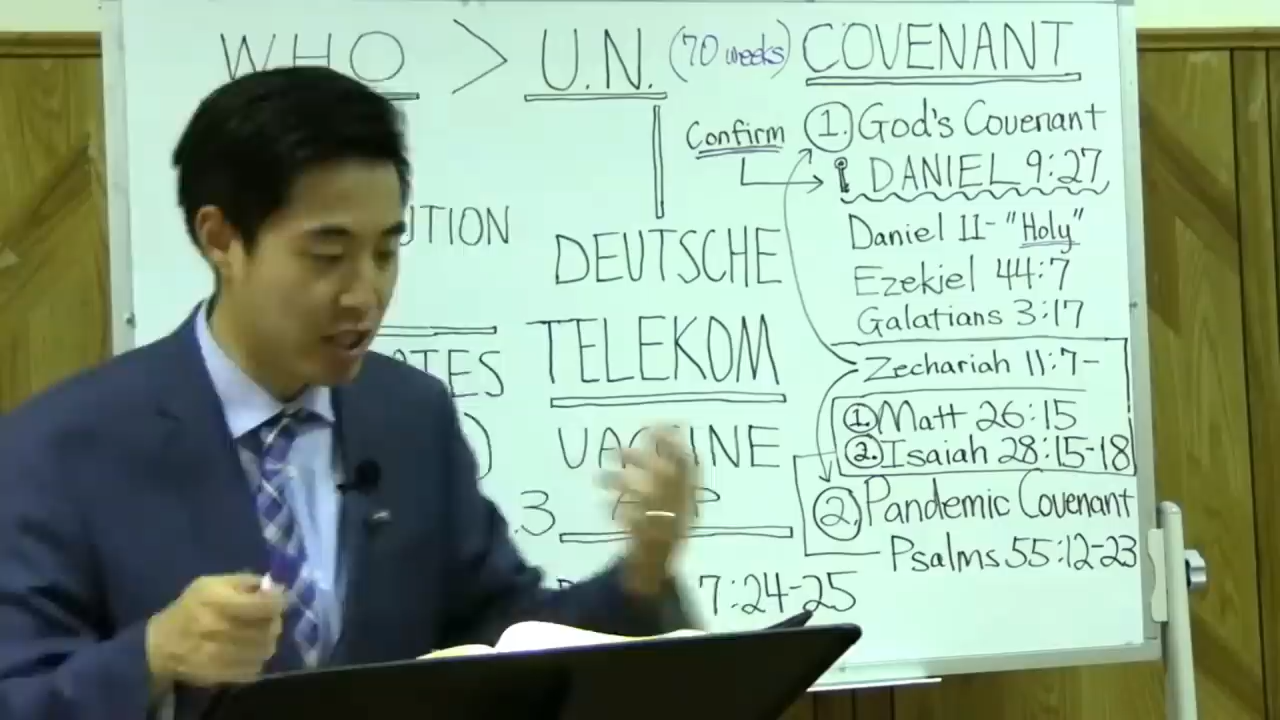 WHO > U.N. (70 weeks) COVENANT
Confirm
1. God's Covenant
DANIEL 9:27
Daniel 11- "Holy"
Ezekiel 44:7
Galatians 3:17
Zechariah 11:7-
1. Matt 26:15
2. Isaiah 28:15-18
2. Pandemic Covenant
Psalms 55:12-23
UTION
DEUTSCHE
TELEKOM
VACCINE
7:24-25